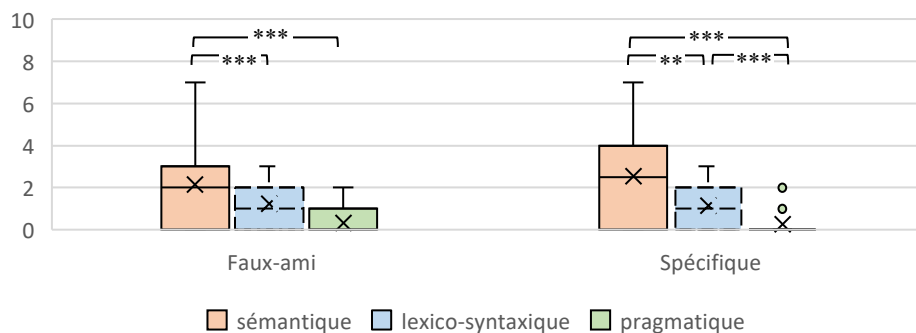 10
*** ***
8
*** ** ***
6
4
2
0
Faux-ami Spécifique
sémantique lexico-syntaxique pragmatique